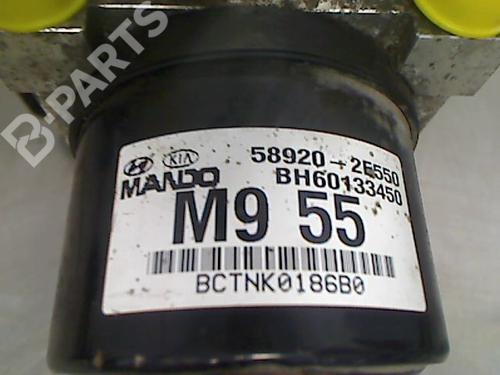 B-PARTS
KIA 58920-2E550
MANDO BH60133450
M9 55
BCTNK0186B0